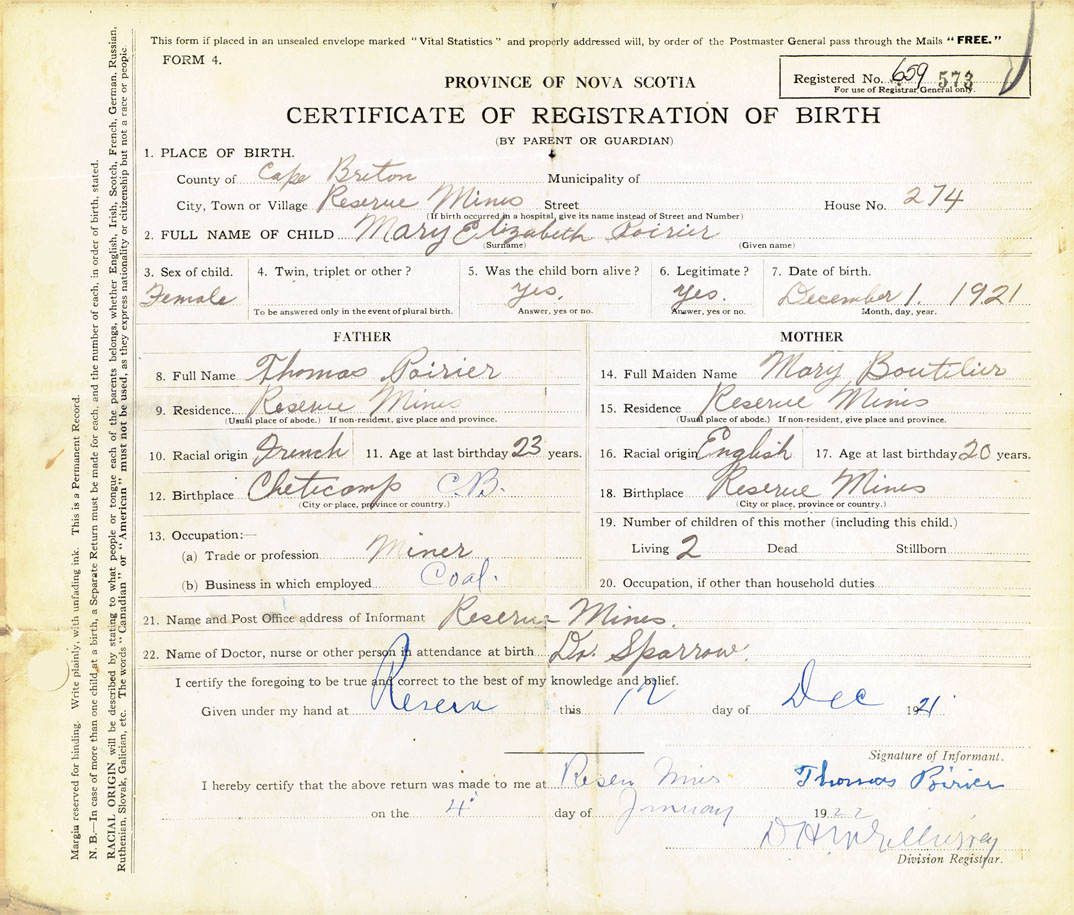 This form if placed in an unsealed envelope marked "Vital Statistics" and properly addressed will, by order of the Postmaster General pass through the Mails "FREE."
FORM 4.
Registered No. 659 573
For use of Registrar General only.
PROVINCE OF NOVA SCOTIA
CERTIFICATE OF REGISTRATION OF BIRTH
(BY PARENT OR GUARDIAN)
1. PLACE OF BIRTH.
County of Cape Breton Municipality of
City, Town or Village Reserve Mines Street House No. 274
(If birth occurred in a hospital, give its name instead of Street and Number)
2. FULL NAME OF CHILD Mary Elizabeth Poirier
(Surname) (Given name)
3. Sex of child. 4. Twin, triplet or other? 5. Was the child born alive? 6. Legitimate? 7. Date of birth.
Female yes. yes. December 1. 1921
To be answered only in the event of plural birth. Answer, yes or no. Answer, yes or no. Month, day, year.
FATHER MOTHER
8. Full Name Thomas Poirier 14. Full Maiden Name Mary Boutilier
9. Residence. Reserve Mines 15. Residence Reserve Mines
(Usual place of abode.) If non-resident, give place and province. (Usual place of abode.) If non-resident, give place and province.
10. Racial origin French 11. Age at last birthday 23 years. 16. Racial origin English 17. Age at last birthday 20 years.
12. Birthplace Cheticamp C.B. 18. Birthplace Reserve Mines
(City or place, province or country.) (City or place, province or country.)
13. Occupation:— 19. Number of children of this mother (including this child.)
(a) Trade or profession Miner Living 2 Dead Stillborn
(b) Business in which employed Coal. 20. Occupation, if other than household duties
21. Name and Post Office address of Informant Reserve Mines.
22. Name of Doctor, nurse or other person in attendance at birth Dr. Sparrow.
I certify the foregoing to be true and correct to the best of my knowledge and belief.
Given under my hand at Reserve this 12 day of Dec 1921
Signature of Informant.
I hereby certify that the above return was made to me at Reserve Mines Thomas Poirier
on the 4 day of January 1922
Division Registrar.
Margin reserved for binding. Write plainly, with unfading ink. This is a Permanent Record.
N. B.—In case of more than one child at a birth, a Separate Return must be made for each, and the number of each, in order of birth, stated.
RACIAL ORIGIN will be described by stating to what people or tongue each of the parents belongs, whether English, Irish, Scotch, French, German, Russian,
Ruthenian, Slovak, Galician, etc. The words "Canadian" or "American" must not be used, as they express nationality or citizenship but not a race or people.